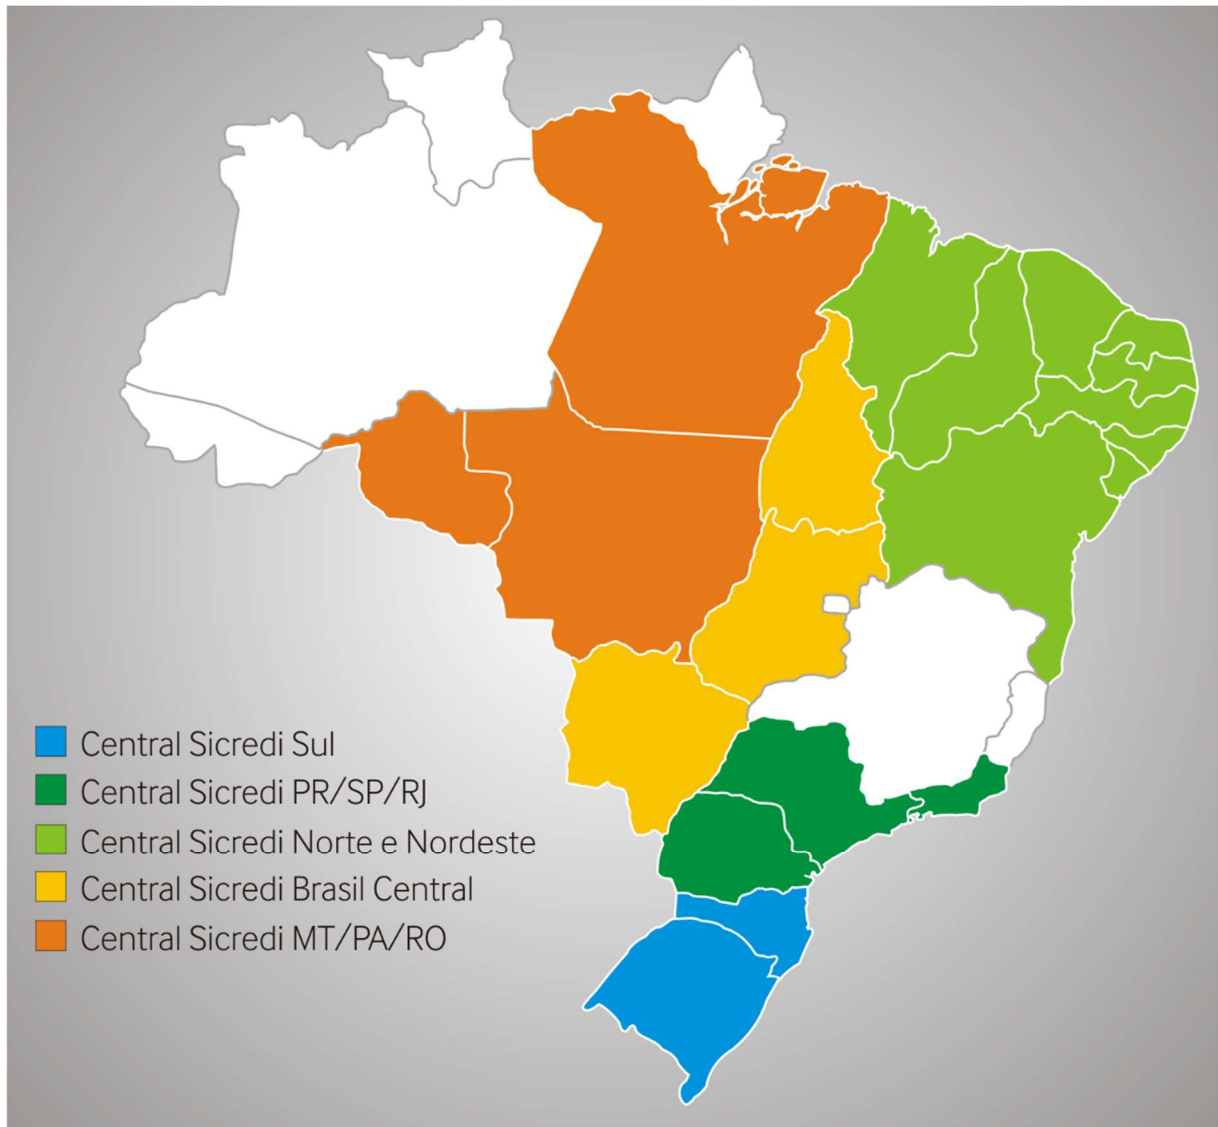 Central Sicredi Sul
Central Sicredi PR/SP/RJ
Central Sicredi Norte e Nordeste
Central Sicredi Brasil Central
Central Sicredi MT/PA/RO